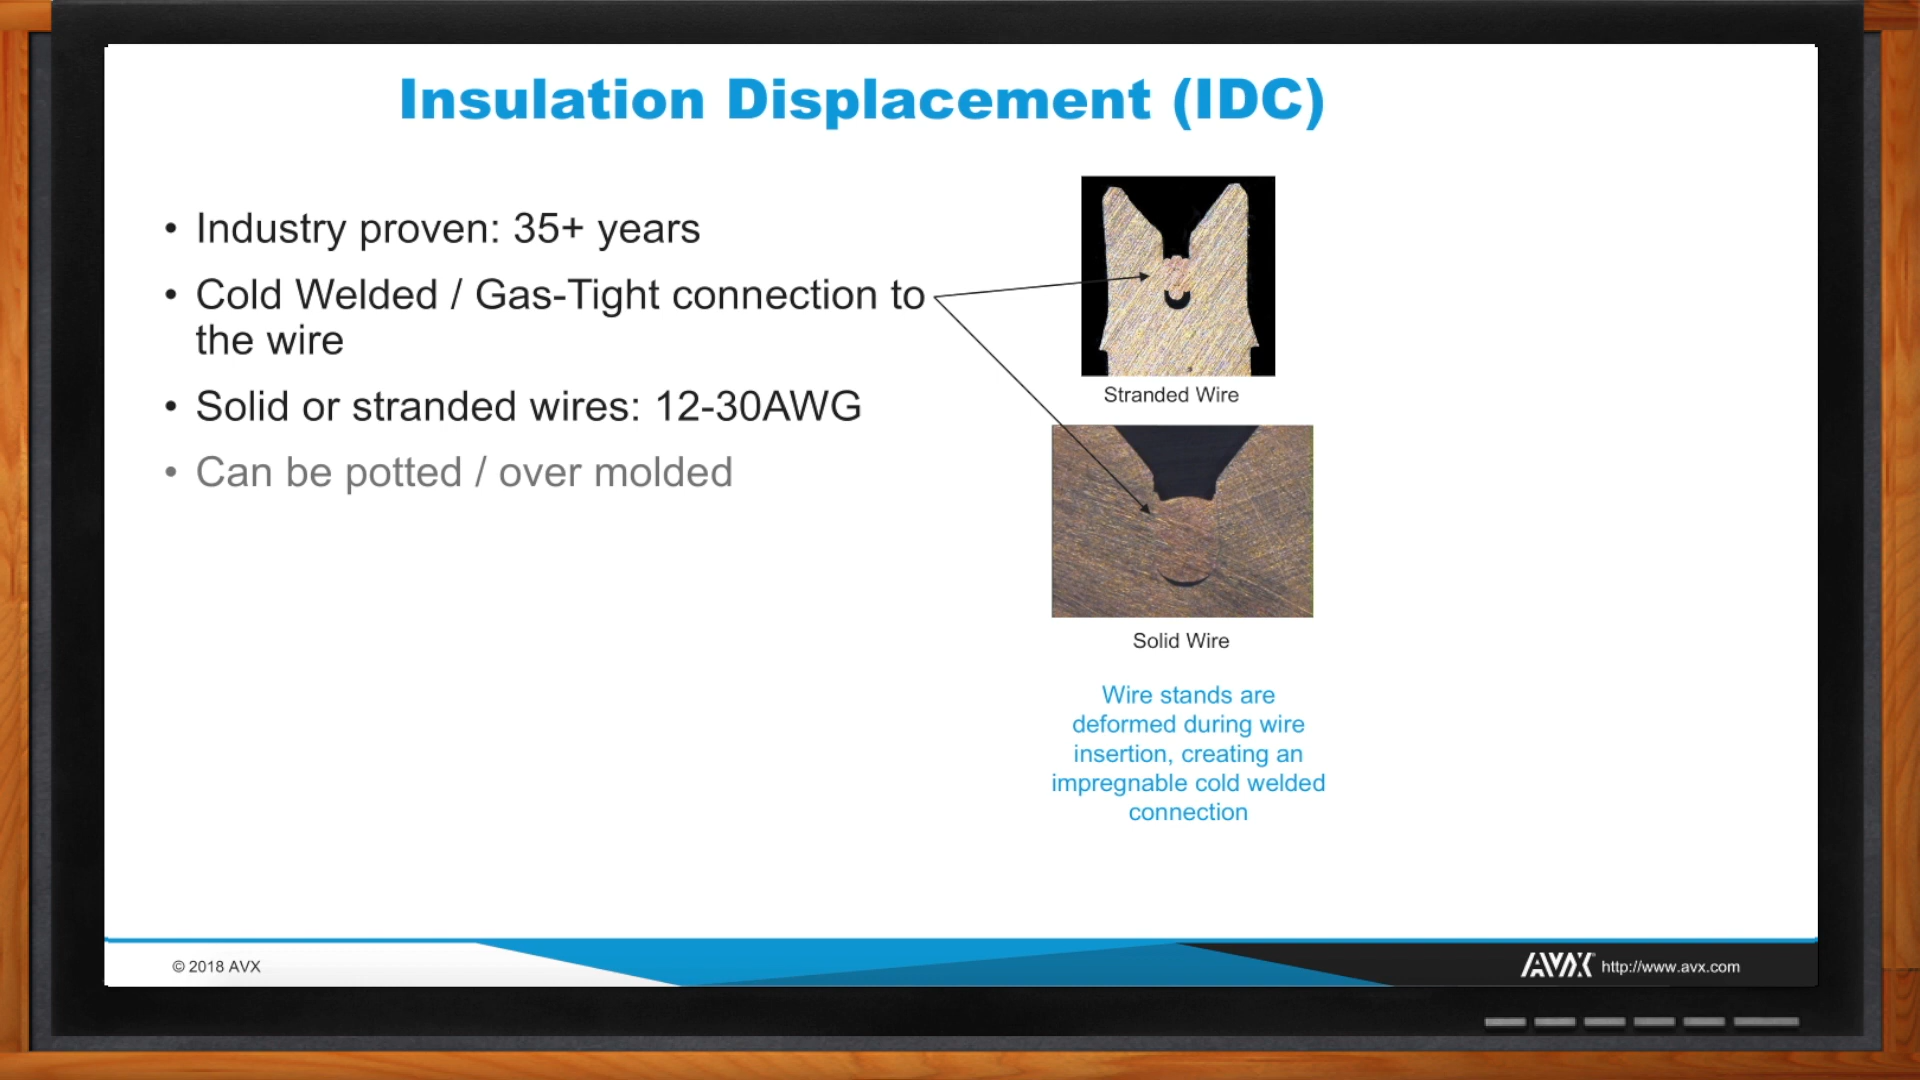 Insulation Displacement (IDC)
• Industry proven: 35+ years
• Cold Welded / Gas-Tight connection to
the wire
• Solid or stranded wires: 12-30AWG
• Can be potted / over molded
Stranded Wire
Solid Wire
Wire stands are
deformed during wire
insertion, creating an
impregnable cold welded
connection
© 2018 AVX
AVX http://www.avx.com